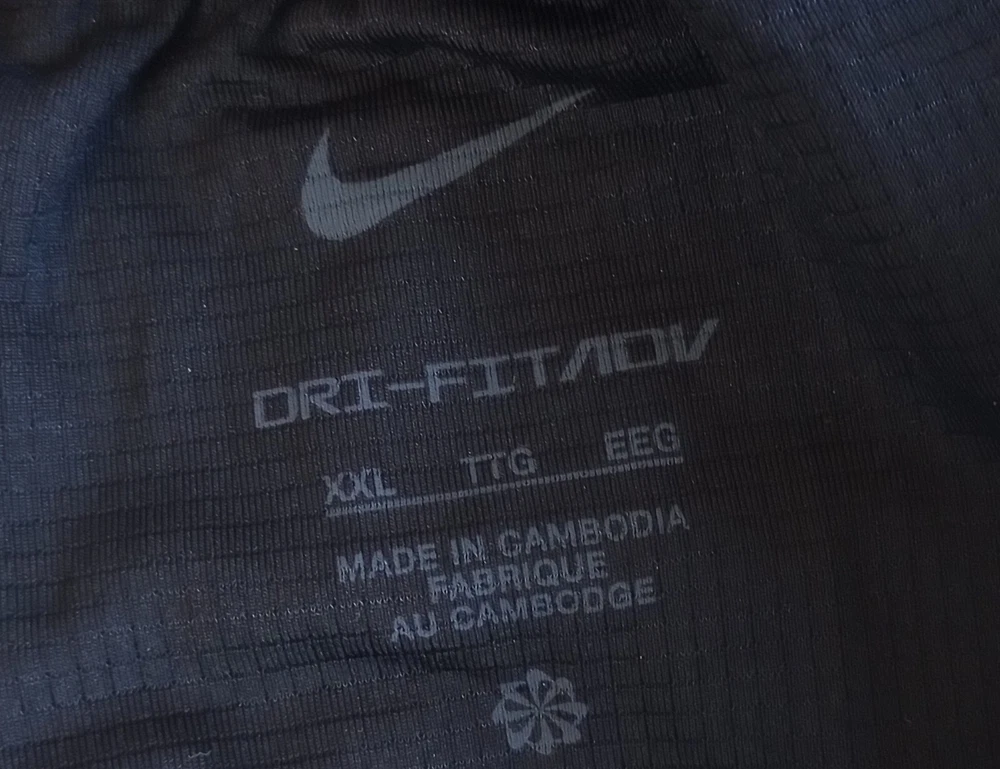 DRI-FIT ADV
XXL TTG EEG
MADE IN CAMBODIA
FABRIQUE
AU CAMBODGE